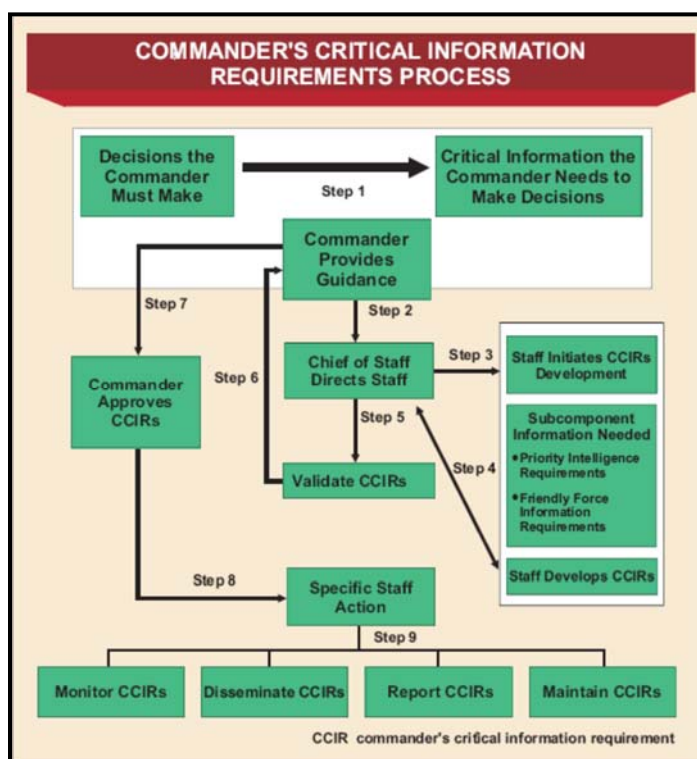 COMMANDER'S CRITICAL INFORMATION
REQUIREMENTS PROCESS
Decisions the
Commander
Must Make
Step 1
Critical Information the
Commander Needs to
Make Decisions
Commander
Provides
Guidance
Step 7
Step 2
Step 6
Chief of Staff
Directs Staff
Step 3
Staff Initiates CCIRs
Development
Commander
Approves
CCIRs
Step 5
Subcomponent
Information Needed
•Priority Intelligence
Requirements
•Friendly Force
Information
Requirements
Step 4
Validate CCIRs
Staff Develops CCIRs
Step 8
Specific Staff
Action
Step 9
Monitor CCIRs
Disseminate CCIRs
Report CCIRs
Maintain CCIRs
CCIR commander's critical information requirement